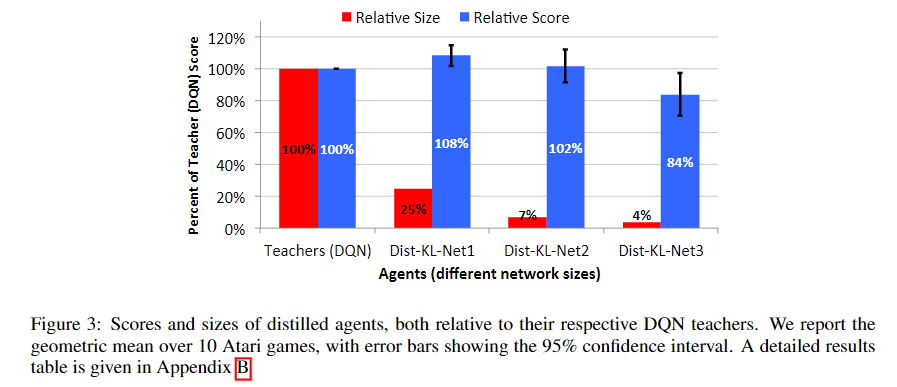 Relative Size Relative Score
Percent of Teacher (DQN) Score
120%
100%
80%
60%
40%
20%
0%
100% 100%
25% 108%
7% 102%
4% 84%
Teachers (DQN) Dist-KL-Net1 Dist-KL-Net2 Dist-KL-Net3
Agents (different network sizes)
Figure 3: Scores and sizes of distilled agents, both relative to their respective DQN teachers. We report the
geometric mean over 10 Atari games, with error bars showing the 95% confidence interval. A detailed results
table is given in Appendix B